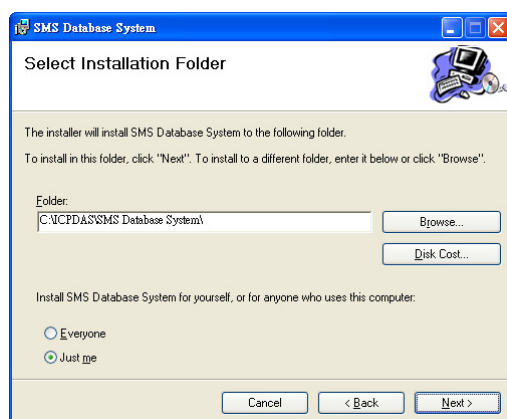 SMS Database System
Select Installation Folder
The installer will install SMS Database System to the following folder.
To install in this folder, click "Next". To install to a different folder, enter it below or click "Browse".
Folder:
C:\ICPDAS\SMS Database System\
Browse...
Disk Cost...
Install SMS Database System for yourself, or for anyone who uses this computer:
Everyone
Just me
Cancel
< Back
Next >